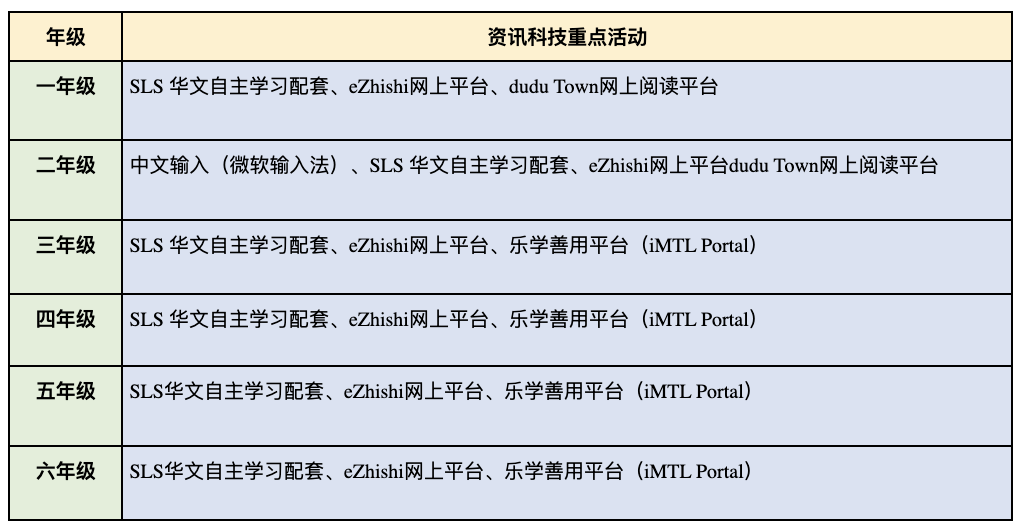 年级 资讯科技重点活动
一年级 SLS 华文自主学习配套、eZhishi网上平台、dudu Town网上阅读平台
二年级 中文输入（微软输入法）、SLS 华文自主学习配套、eZhishi网上平台dudu Town网上阅读平台
三年级 SLS 华文自主学习配套、eZhishi网上平台、乐学善用平台（iMTL Portal）
四年级 SLS 华文自主学习配套、eZhishi网上平台、乐学善用平台（iMTL Portal）
五年级 SLS华文自主学习配套、eZhishi网上平台、乐学善用平台（iMTL Portal）
六年级 SLS华文自主学习配套、eZhishi网上平台、乐学善用平台（iMTL Portal）